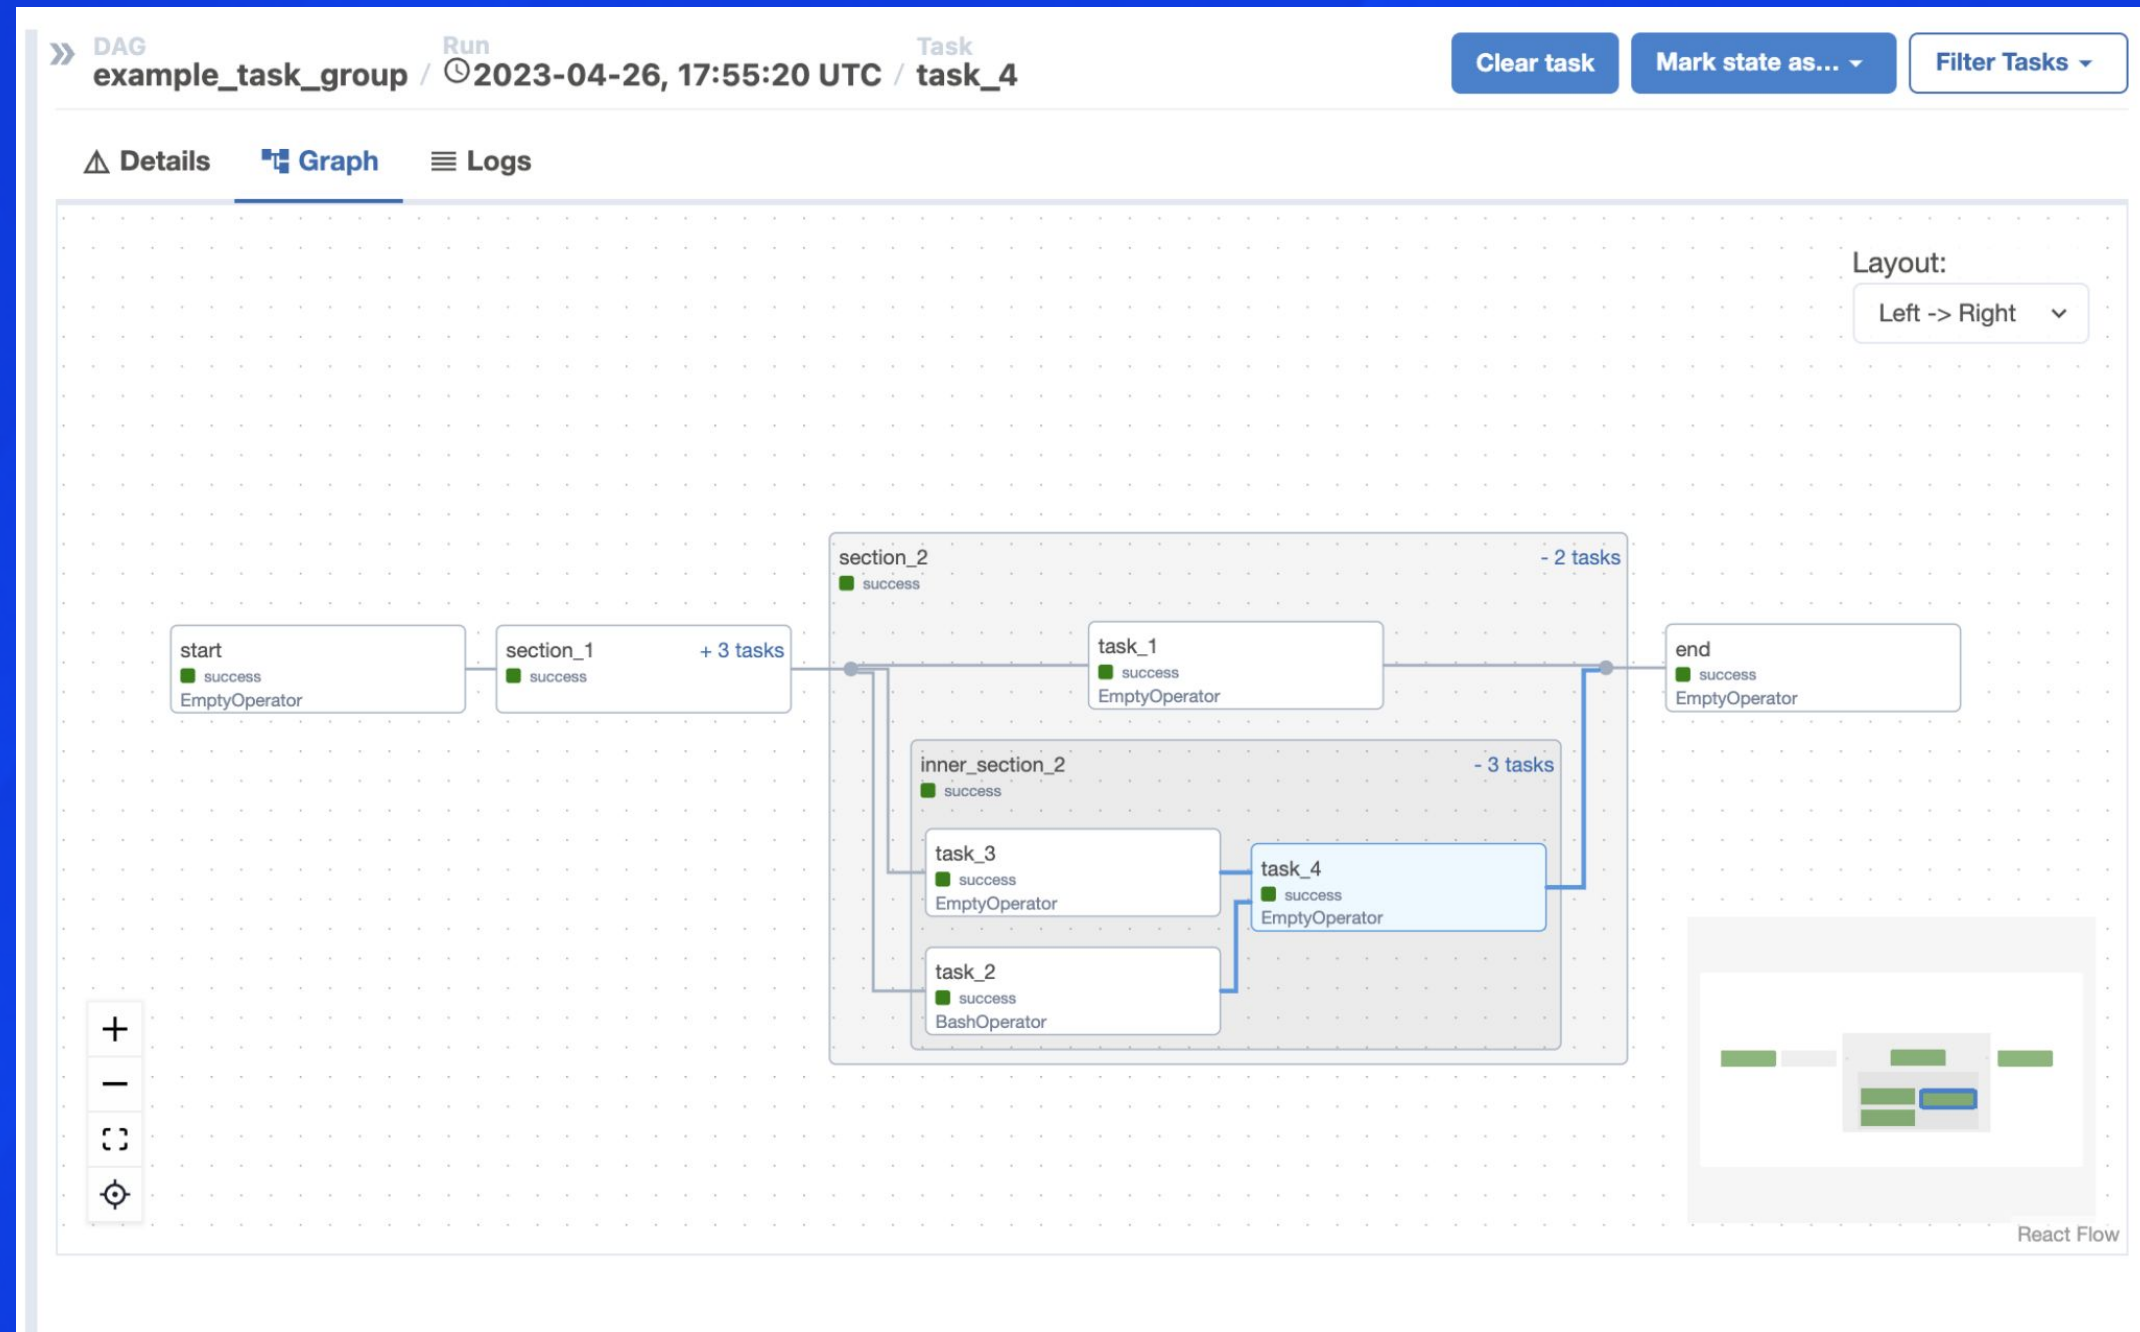 DAG
example_task_group
Run
/ 2023-04-26, 17:55:20 UTC
Task
/ task_4
Clear task
Mark state as...
Filter Tasks
Details
Graph
Logs
Layout:
Left -> Right
section_2
- 2 tasks
success
start
success
EmptyOperator
section_1
+ 3 tasks
success
task_1
success
EmptyOperator
end
success
EmptyOperator
inner_section_2
- 3 tasks
success
task_3
success
EmptyOperator
task_4
success
EmptyOperator
task_2
success
BashOperator
React Flow